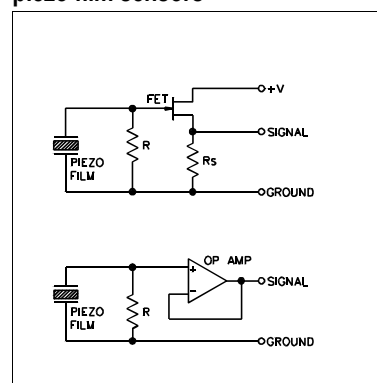 piezo film sensors
FET
+V
SIGNAL
R
Rs
PIEZO
FILM
GROUND
OP AMP
+
-
SIGNAL
R
PIEZO
FILM
GROUND